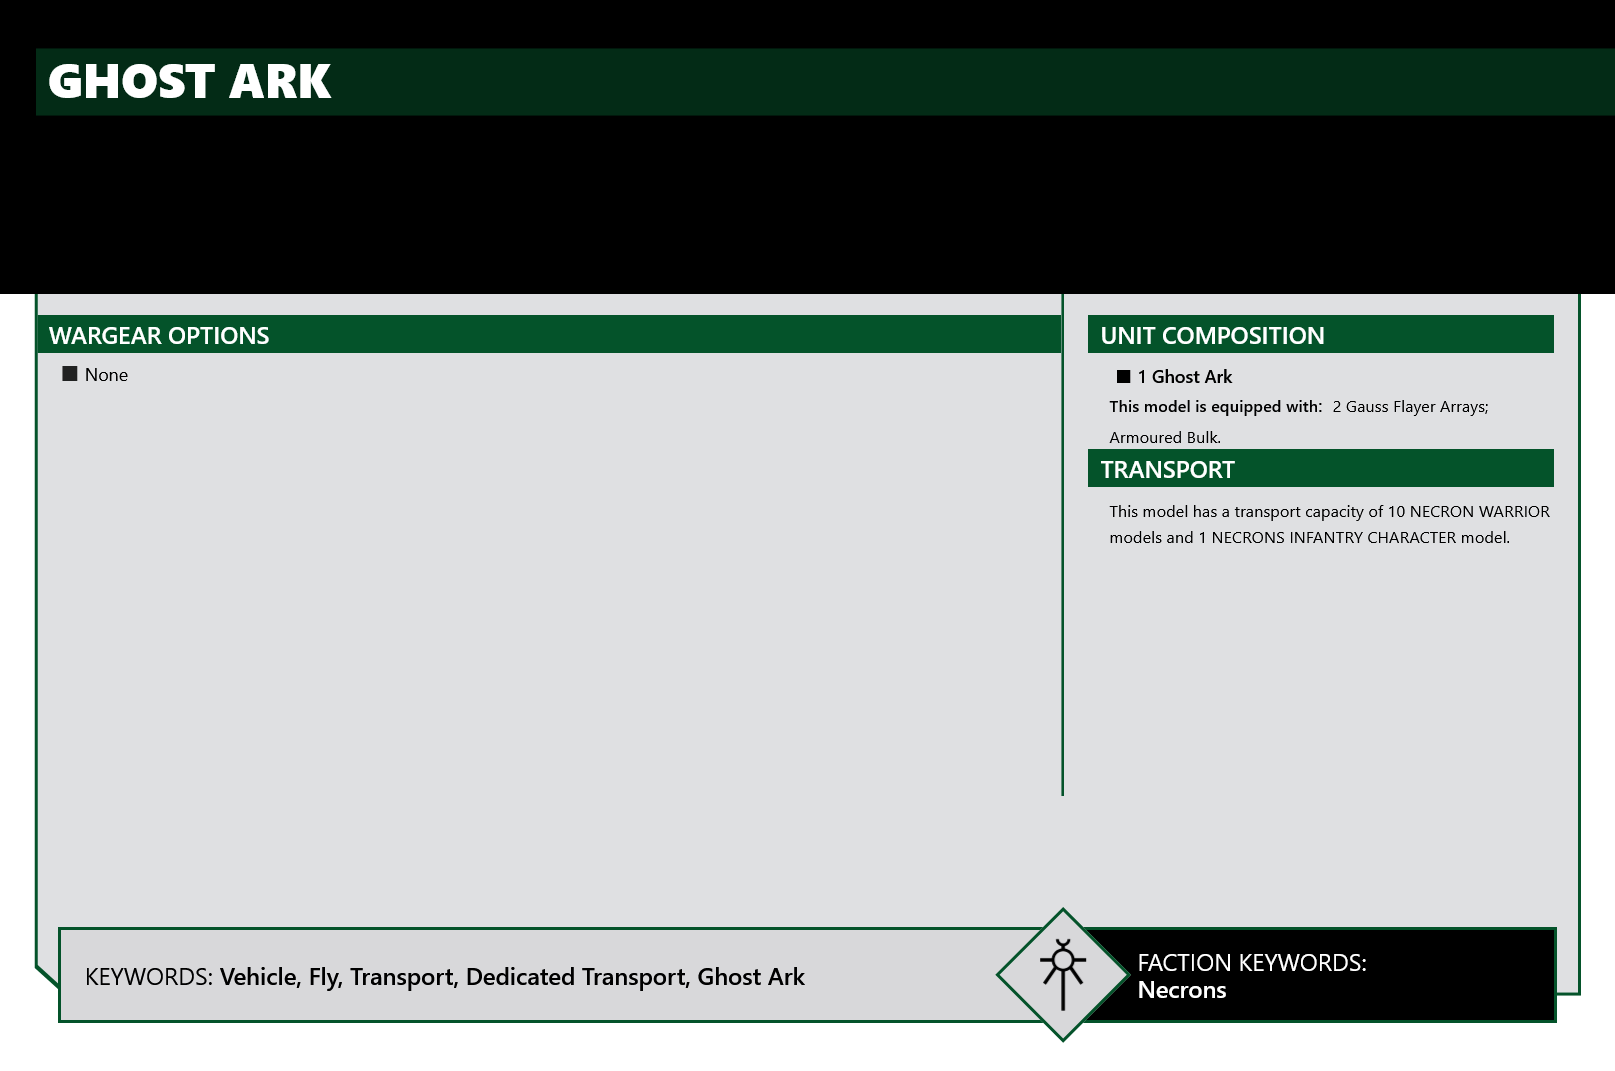 GHOST ARK
WARGEAR OPTIONS
None
UNIT COMPOSITION
1 Ghost Ark
This model is equipped with: 2 Gauss Flayer Arrays;
Armoured Bulk.
TRANSPORT
This model has a transport capacity of 10 NECRON WARRIOR
models and 1 NECRONS INFANTRY CHARACTER model.
KEYWORDS: Vehicle, Fly, Transport, Dedicated Transport, Ghost Ark
FACTION KEYWORDS:
Necrons